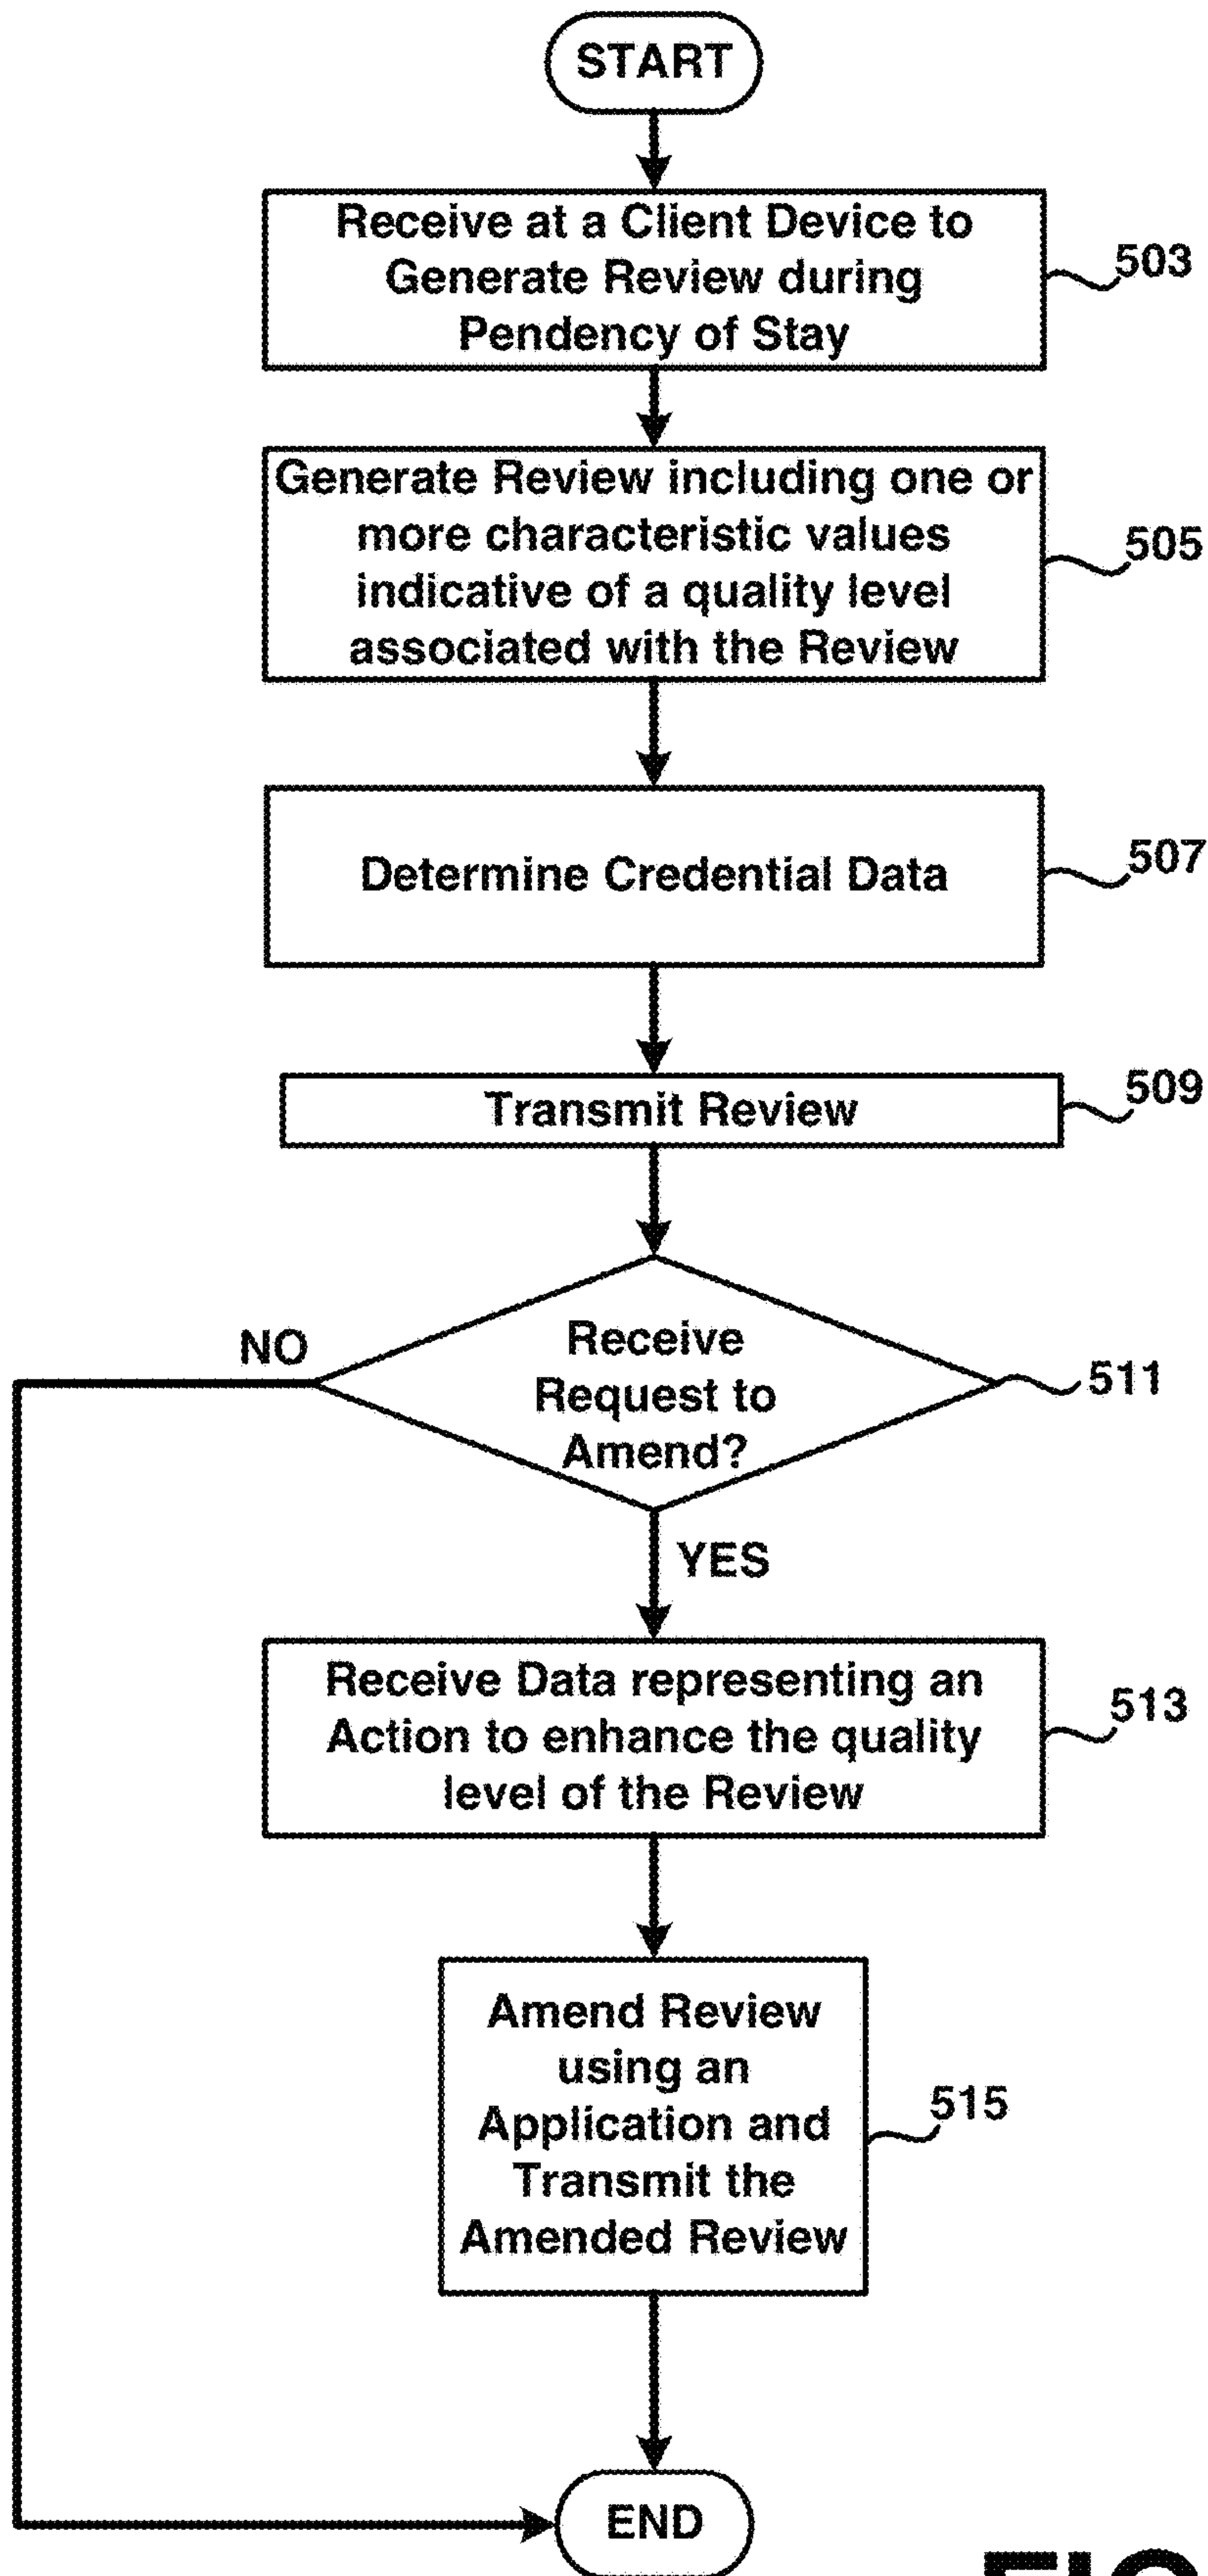 START
Receive at a Client Device to
Generate Review during
Pendency of Stay
503
Generate Review including one or
more characteristic values
indicative of a quality level
associated with the Review
505
Determine Credential Data
507
Transmit Review
509
Receive
Request to
Amend?
511
NO
YES
Receive Data representing an
Action to enhance the quality
level of the Review
513
Amend Review
using an
Application and
Transmit the
Amended Review
515
END